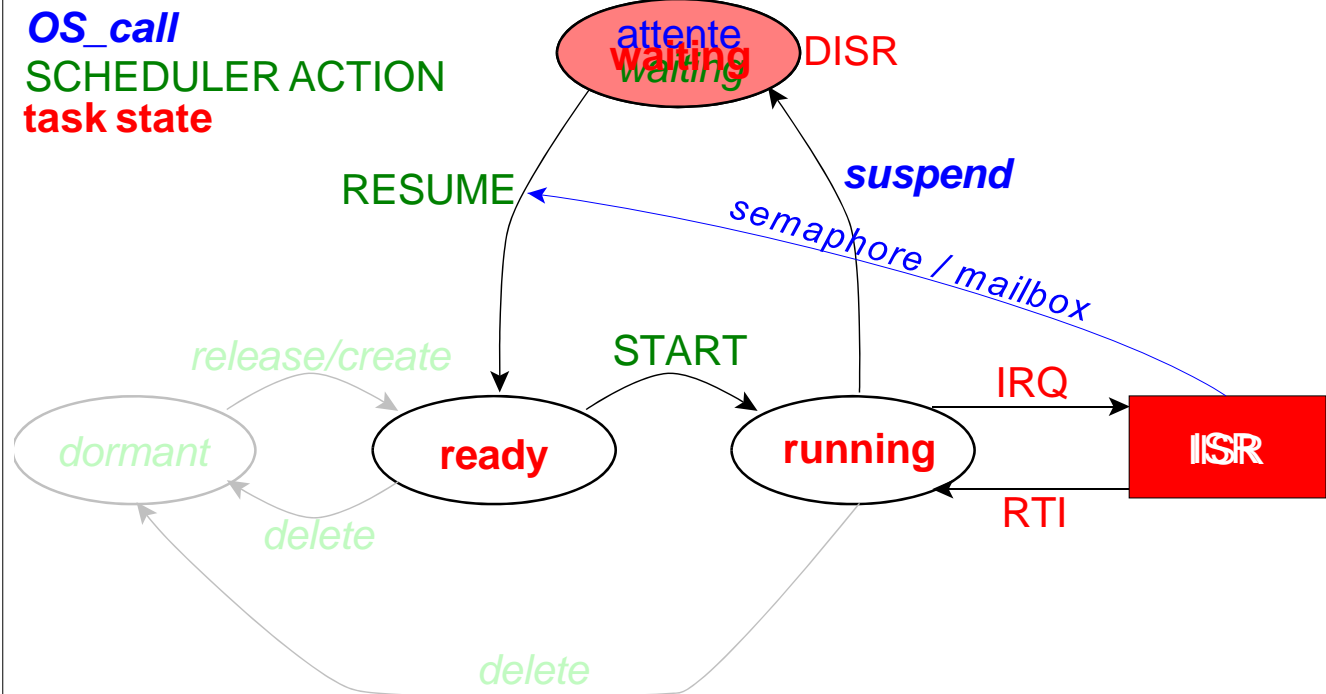 OS_call
SCHEDULER ACTION
task state
attente
waiting
waiting
DISR
RESUME
suspend
semaphore / mailbox
release/create
START
IRQ
dormant
ready
running
ISR
RTI
delete
delete